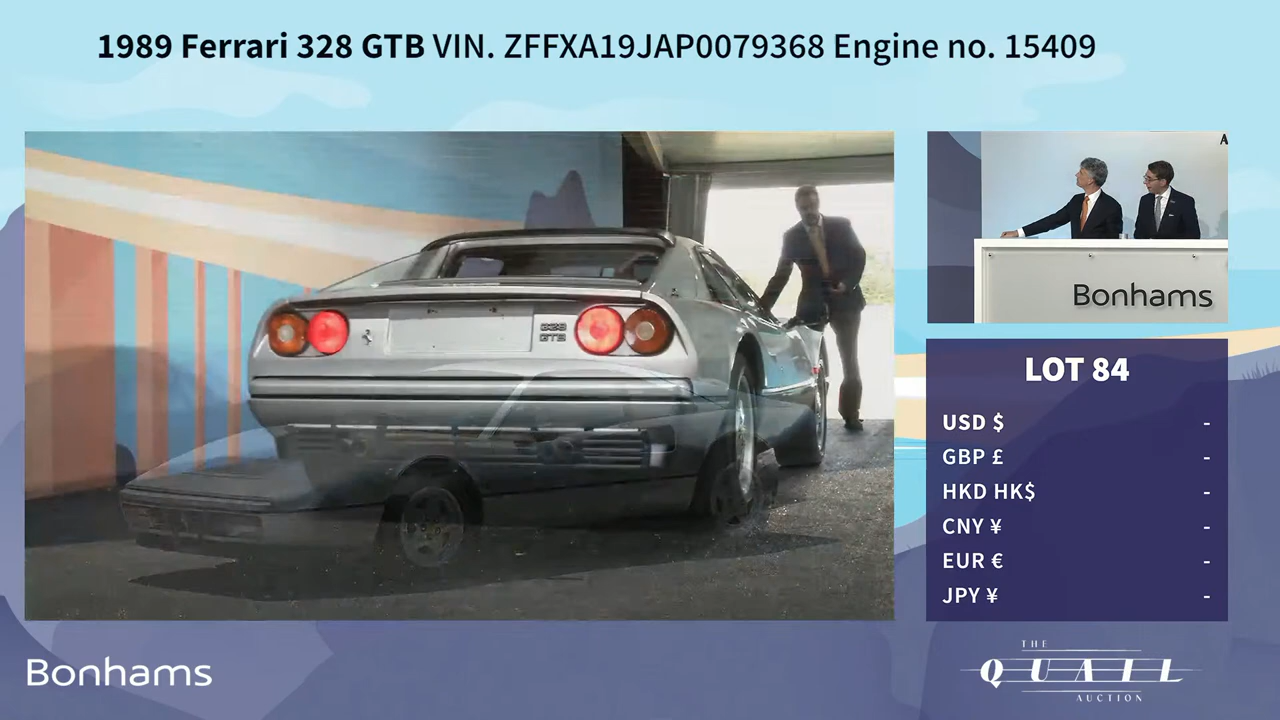 1989 Ferrari 328 GTB VIN. ZFFXA19JAP0079368 Engine no. 15409
A
328
GTB
Bonhams
LOT 84
USD $ -
GBP £ -
HKD HK$ -
CNY ¥ -
EUR € -
JPY ¥ -
Bonhams
THE
QUAIL
AUCTION